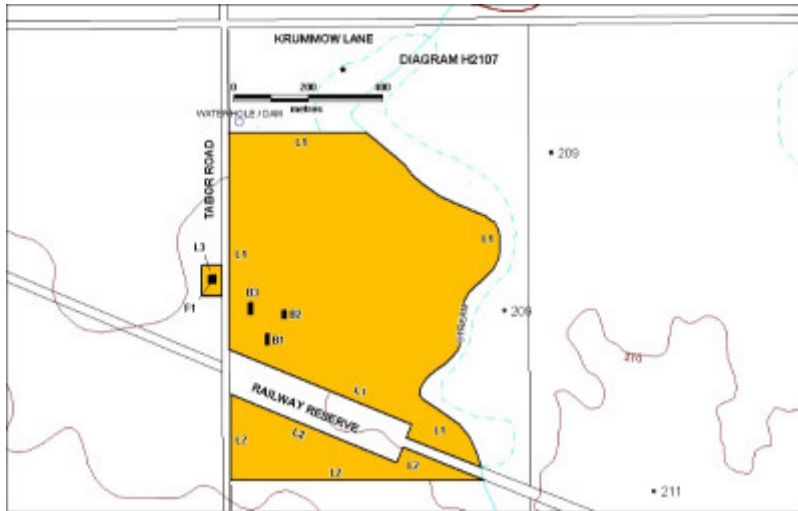 KRUMMOW LANE
DIAGRAM H2107
0 200 400
metres
WATERHOLE / DAM
L1
209
TABOR ROAD
L1
L3
L1
F1
B3
B2
209
B1
STREAM
210
L1
RAILWAY RESERVE
L1
L2
L2
L2
L2
211